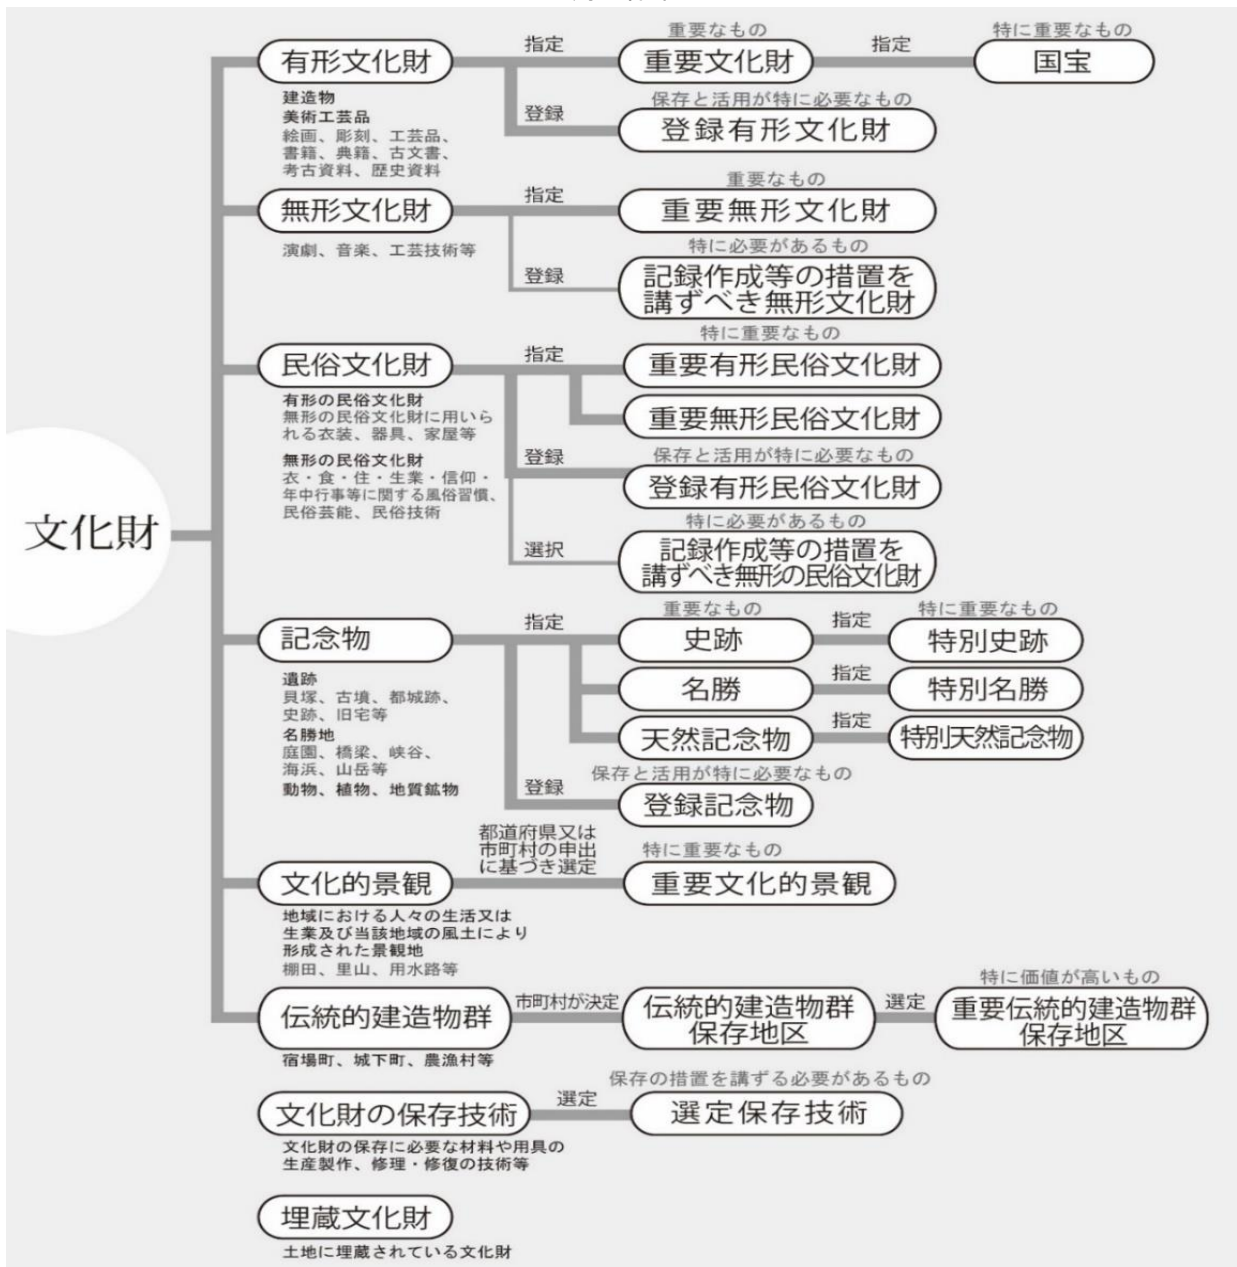 文化財
有形文化財
建造物
美術工芸品
絵画、彫刻、工芸品、
書籍、典籍、古文書、
考古資料、歴史資料
指定
重要なもの
重要文化財
指定
特に重要なもの
国宝
登録
保存と活用が特に必要なもの
登録有形文化財
無形文化財
演劇、音楽、工芸技術等
指定
重要なもの
重要無形文化財
登録
特に必要があるもの
記録作成等の措置を
講ずべき無形文化財
民俗文化財
有形の民俗文化財
無形の民俗文化財に用いら
れる衣装、器具、家屋等
無形の民俗文化財
衣・食・住・生業・信仰・
年中行事等に関する風俗習慣、
民俗芸能、民俗技術
指定
特に重要なもの
重要有形民俗文化財
重要無形民俗文化財
登録
保存と活用が特に必要なもの
登録有形民俗文化財
選択
特に必要があるもの
記録作成等の措置を
講ずべき無形の民俗文化財
記念物
遺跡
貝塚、古墳、都城跡、
史跡、旧宅等
名勝地
庭園、橋梁、峡谷、
海浜、山岳等
動物、植物、地質鉱物
指定
重要なもの
史跡
指定
特に重要なもの
特別史跡
名勝
指定
特別名勝
天然記念物
指定
特別天然記念物
登録
保存と活用が特に必要なもの
登録記念物
文化的景観
地域における人々の生活又は
生業及び当該地域の風土により
形成された景観地
棚田、里山、用水路等
都道府県又は
市町村の申出
に基づき選定
特に重要なもの
重要文化的景観
伝統的建造物群
宿場町、城下町、農漁村等
市町村が決定
伝統的建造物群
保存地区
選定
特に価値が高いもの
重要伝統的建造物群
保存地区
文化財の保存技術
文化財の保存に必要な材料や用具の
生産製作、修理・修復の技術等
選定
保存の措置を講ずる必要があるもの
選定保存技術
埋蔵文化財
土地に埋蔵されている文化財